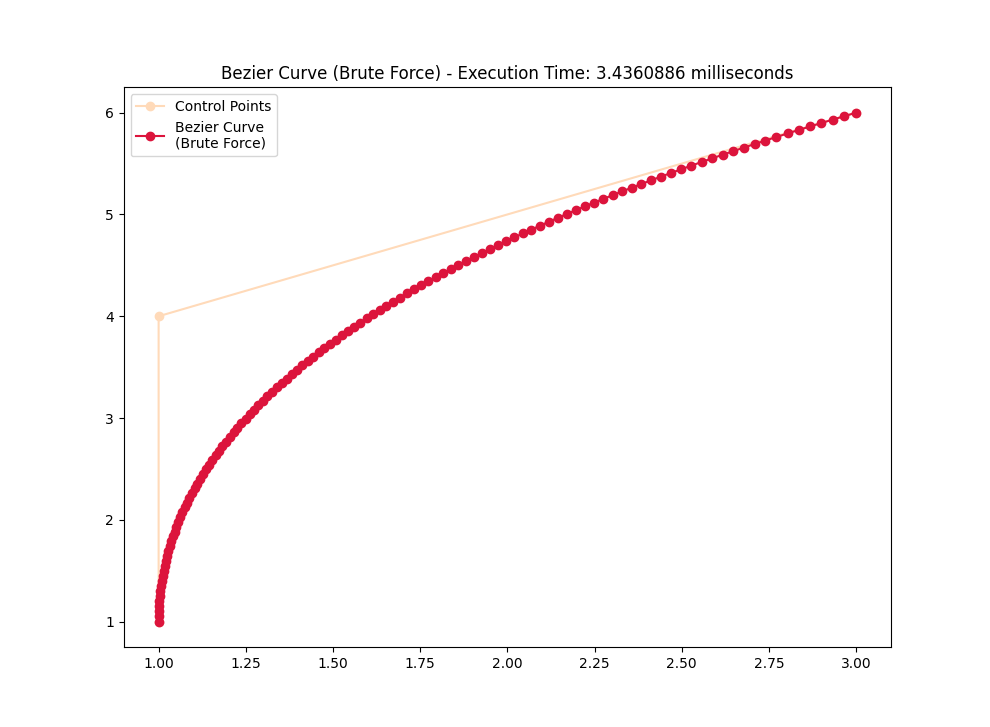 Bezier Curve (Brute Force) - Execution Time: 3.4360886 milliseconds
Control Points
Bezier Curve
(Brute Force)
6
5
4
3
2
1
1.00 1.25 1.50 1.75 2.00 2.25 2.50 2.75 3.00